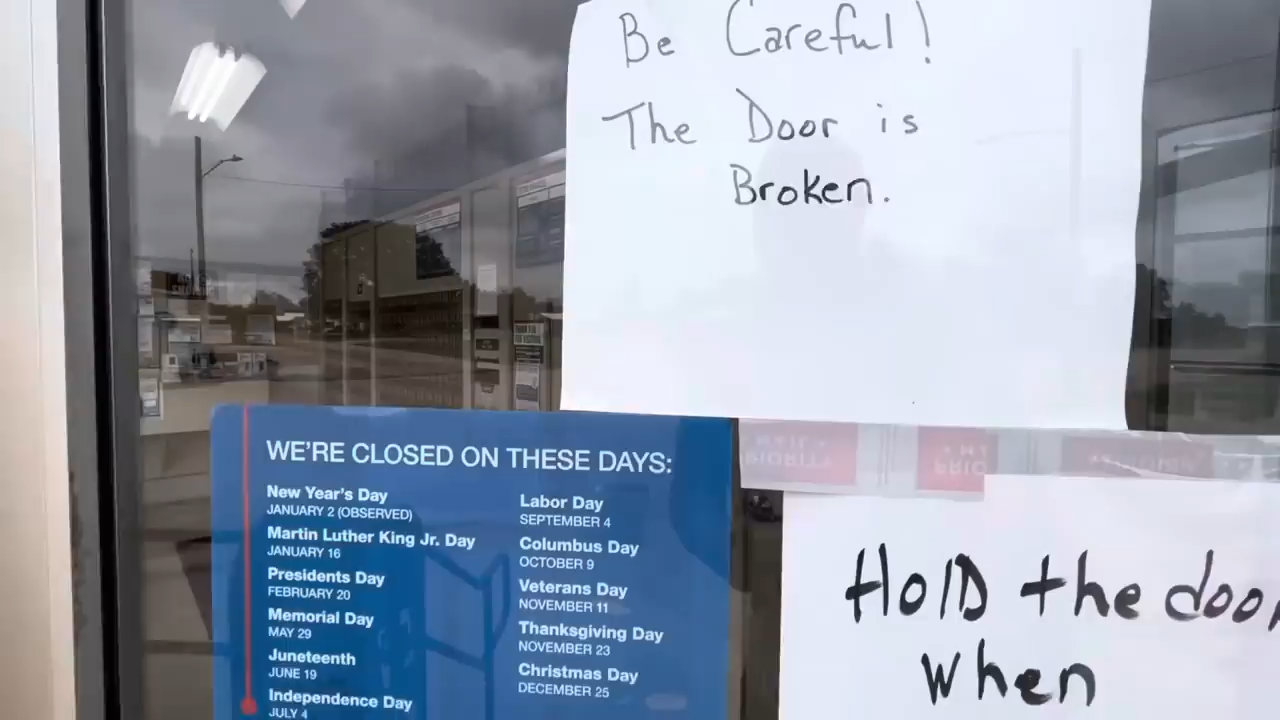 Be Careful!
The Door is
Broken.
WE'RE CLOSED ON THESE DAYS:
New Year's Day
JANUARY 2 (OBSERVED)
Martin Luther King Jr. Day
JANUARY 16
Presidents Day
FEBRUARY 20
Memorial Day
MAY 29
Juneteenth
JUNE 19
Independence Day
JULY 4
Labor Day
SEPTEMBER 4
Columbus Day
OCTOBER 9
Veterans Day
NOVEMBER 11
Thanksgiving Day
NOVEMBER 23
Christmas Day
DECEMBER 25
HolD the door
when